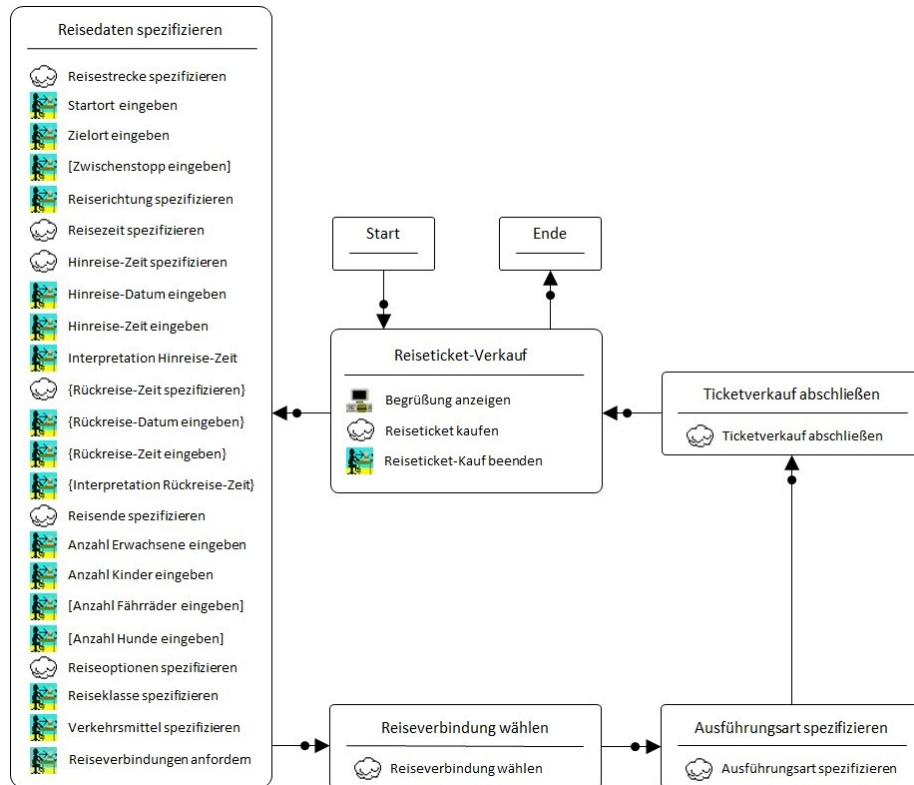 Reisedaten spezifizieren
Reisestrecke spezifizieren
Startort eingeben
Zielort eingeben
[Zwischenstopp eingeben]
Reiserichtung spezifizieren
Reisezeit spezifizieren
Hinreise-Zeit spezifizieren
Hinreise-Datum eingeben
Hinreise-Zeit eingeben
Interpretation Hinreise-Zeit
{Rückreise-Zeit spezifizieren}
{Rückreise-Datum eingeben}
{Rückreise-Zeit eingeben}
{Interpretation Rückreise-Zeit}
Reisende spezifizieren
Anzahl Erwachsene eingeben
Anzahl Kinder eingeben
[Anzahl Fährräder eingeben]
[Anzahl Hunde eingeben]
Reiseoptionen spezifizieren
Reiseklasse spezifizieren
Verkehrsmittel spezifizieren
Reiseverbindungen anfordern
Start
Ende
Reiseticket-Verkauf
Begrüßung anzeigen
Reiseticket kaufen
Reiseticket-Kauf beenden
Ticketverkauf abschließen
Ticketverkauf abschließen
Reiseverbindung wählen
Reiseverbindung wählen
Ausführungsart spezifizieren
Ausführungsart spezifizieren